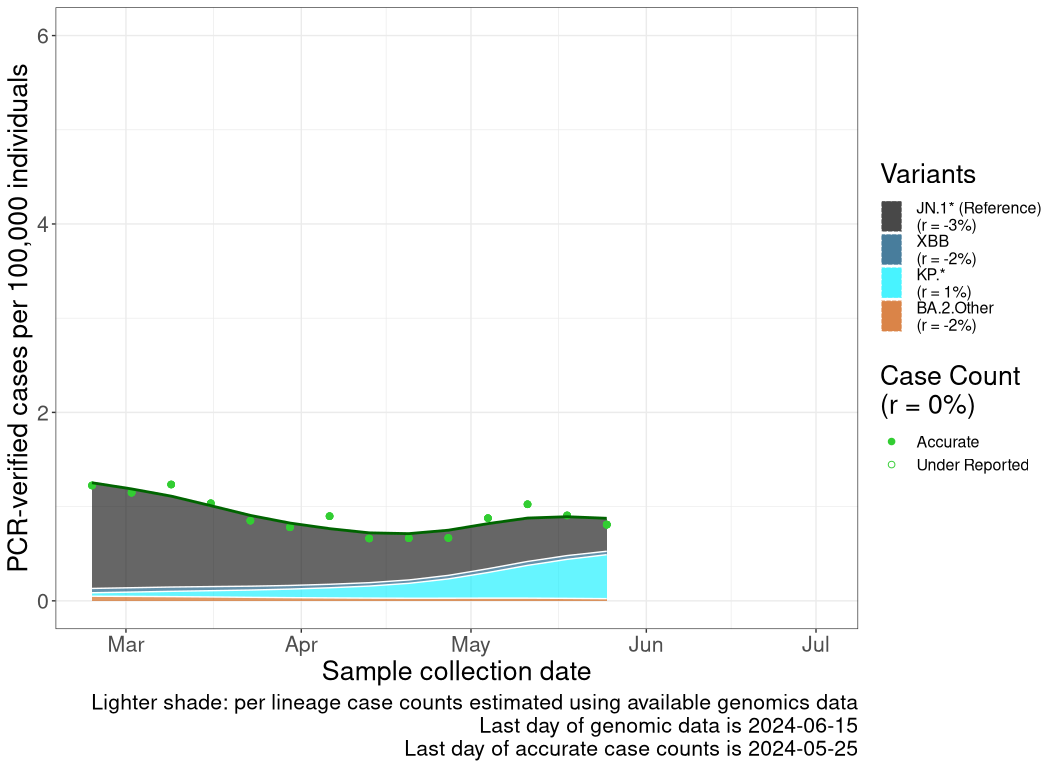 PCR-verified cases per 100,000 individuals
6
4
2
0
Mar
Apr
May
Jun
Jul
Sample collection date
Lighter shade: per lineage case counts estimated using available genomics data
Last day of genomic data is 2024-06-15
Last day of accurate case counts is 2024-05-25
Variants
JN.1* (Reference)
(r = -3%)
XBB
(r = -2%)
KP.*
(r = 1%)
BA.2.Other
(r = -2%)
Case Count
(r = 0%)
Accurate
Under Reported